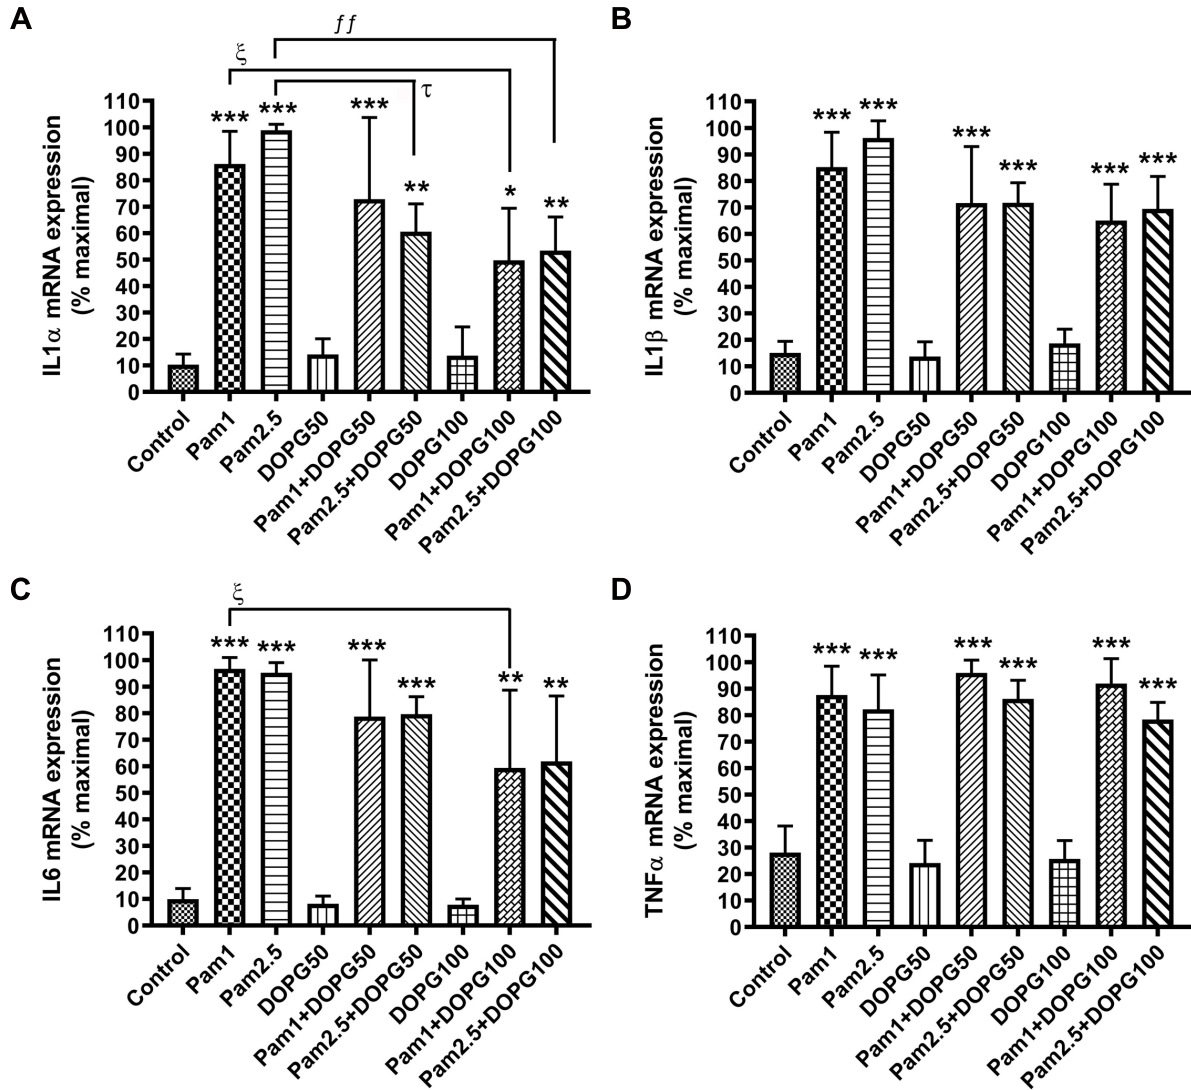 A
ƒƒ
ξ
τ
IL1α mRNA expression
(% maximal)
110
100
90
80
70
60
50
40
30
20
10
0
***
***
***
**
*
**
Control
Pam1
Pam2.5
DOPG50
Pam1+DOPG50
Pam2.5+DOPG50
DOPG100
Pam1+DOPG100
Pam2.5+DOPG100
B
IL1β mRNA expression
(% maximal)
110
100
90
80
70
60
50
40
30
20
10
0
***
***
***
***
***
***
Control
Pam1
Pam2.5
DOPG50
Pam1+DOPG50
Pam2.5+DOPG50
DOPG100
Pam1+DOPG100
Pam2.5+DOPG100
C
ξ
IL6 mRNA expression
(% maximal)
110
100
90
80
70
60
50
40
30
20
10
0
***
***
***
***
**
**
Control
Pam1
Pam2.5
DOPG50
Pam1+DOPG50
Pam2.5+DOPG50
DOPG100
Pam1+DOPG100
Pam2.5+DOPG100
D
TNFα mRNA expression
(% maximal)
110
100
90
80
70
60
50
40
30
20
10
0
***
***
***
***
***
***
Control
Pam1
Pam2.5
DOPG50
Pam1+DOPG50
Pam2.5+DOPG50
DOPG100
Pam1+DOPG100
Pam2.5+DOPG100